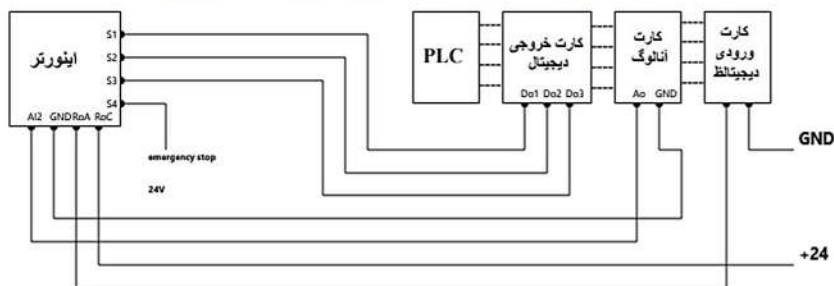 اینورتر
S1
S2
S3
S4
AI2 GND RoA RoC
emergency stop
24V
PLC
کارت خروجی
دیجیتال
Do1 Do2 Do3
کارت
آنالوگ
Ao GND
کارت
ورودی
دیجیتالظ
GND
+24